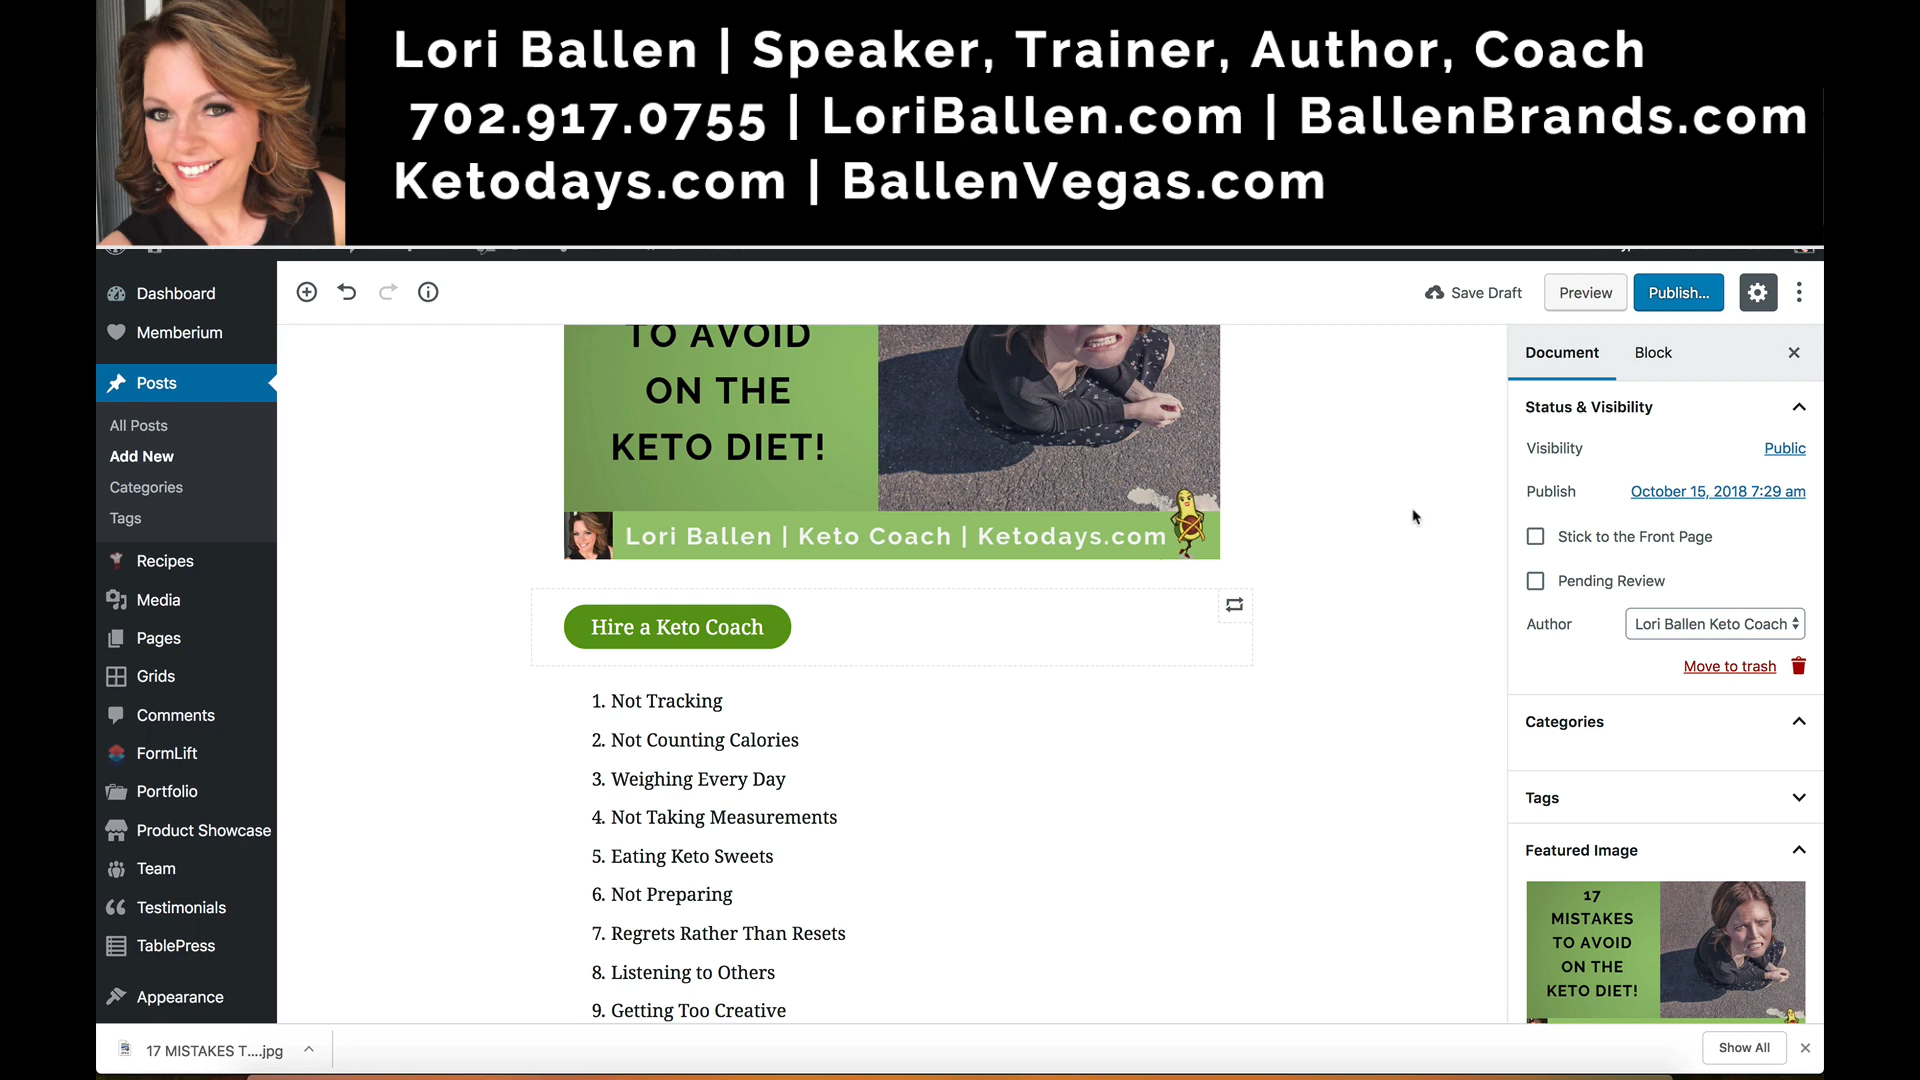 Lori Ballen | Speaker, Trainer, Author, Coach
702.917.0755 | LoriBallen.com | BallenBrands.com
Ketodays.com | BallenVegas.com
Dashboard
Memberium
Posts
All Posts
Add New
Categories
Tags
Recipes
Media
Pages
Grids
Comments
FormLift
Portfolio
Product Showcase
Team
Testimonials
TablePress
Appearance
Save Draft
Preview
Publish...
TO AVOID
ON THE
KETO DIET!
Lori Ballen | Keto Coach | Ketodays.com
Hire a Keto Coach
1. Not Tracking
2. Not Counting Calories
3. Weighing Every Day
4. Not Taking Measurements
5. Eating Keto Sweets
6. Not Preparing
7. Regrets Rather Than Resets
8. Listening to Others
9. Getting Too Creative
Document
Block
Status & Visibility
Visibility
Public
Publish
October 15, 2018 7:29 am
Stick to the Front Page
Pending Review
Author
Lori Ballen Keto Coach
Move to trash
Categories
Tags
Featured Image
17
MISTAKES
TO AVOID
ON THE
KETO DIET!
17 MISTAKES T....jpg
Show All